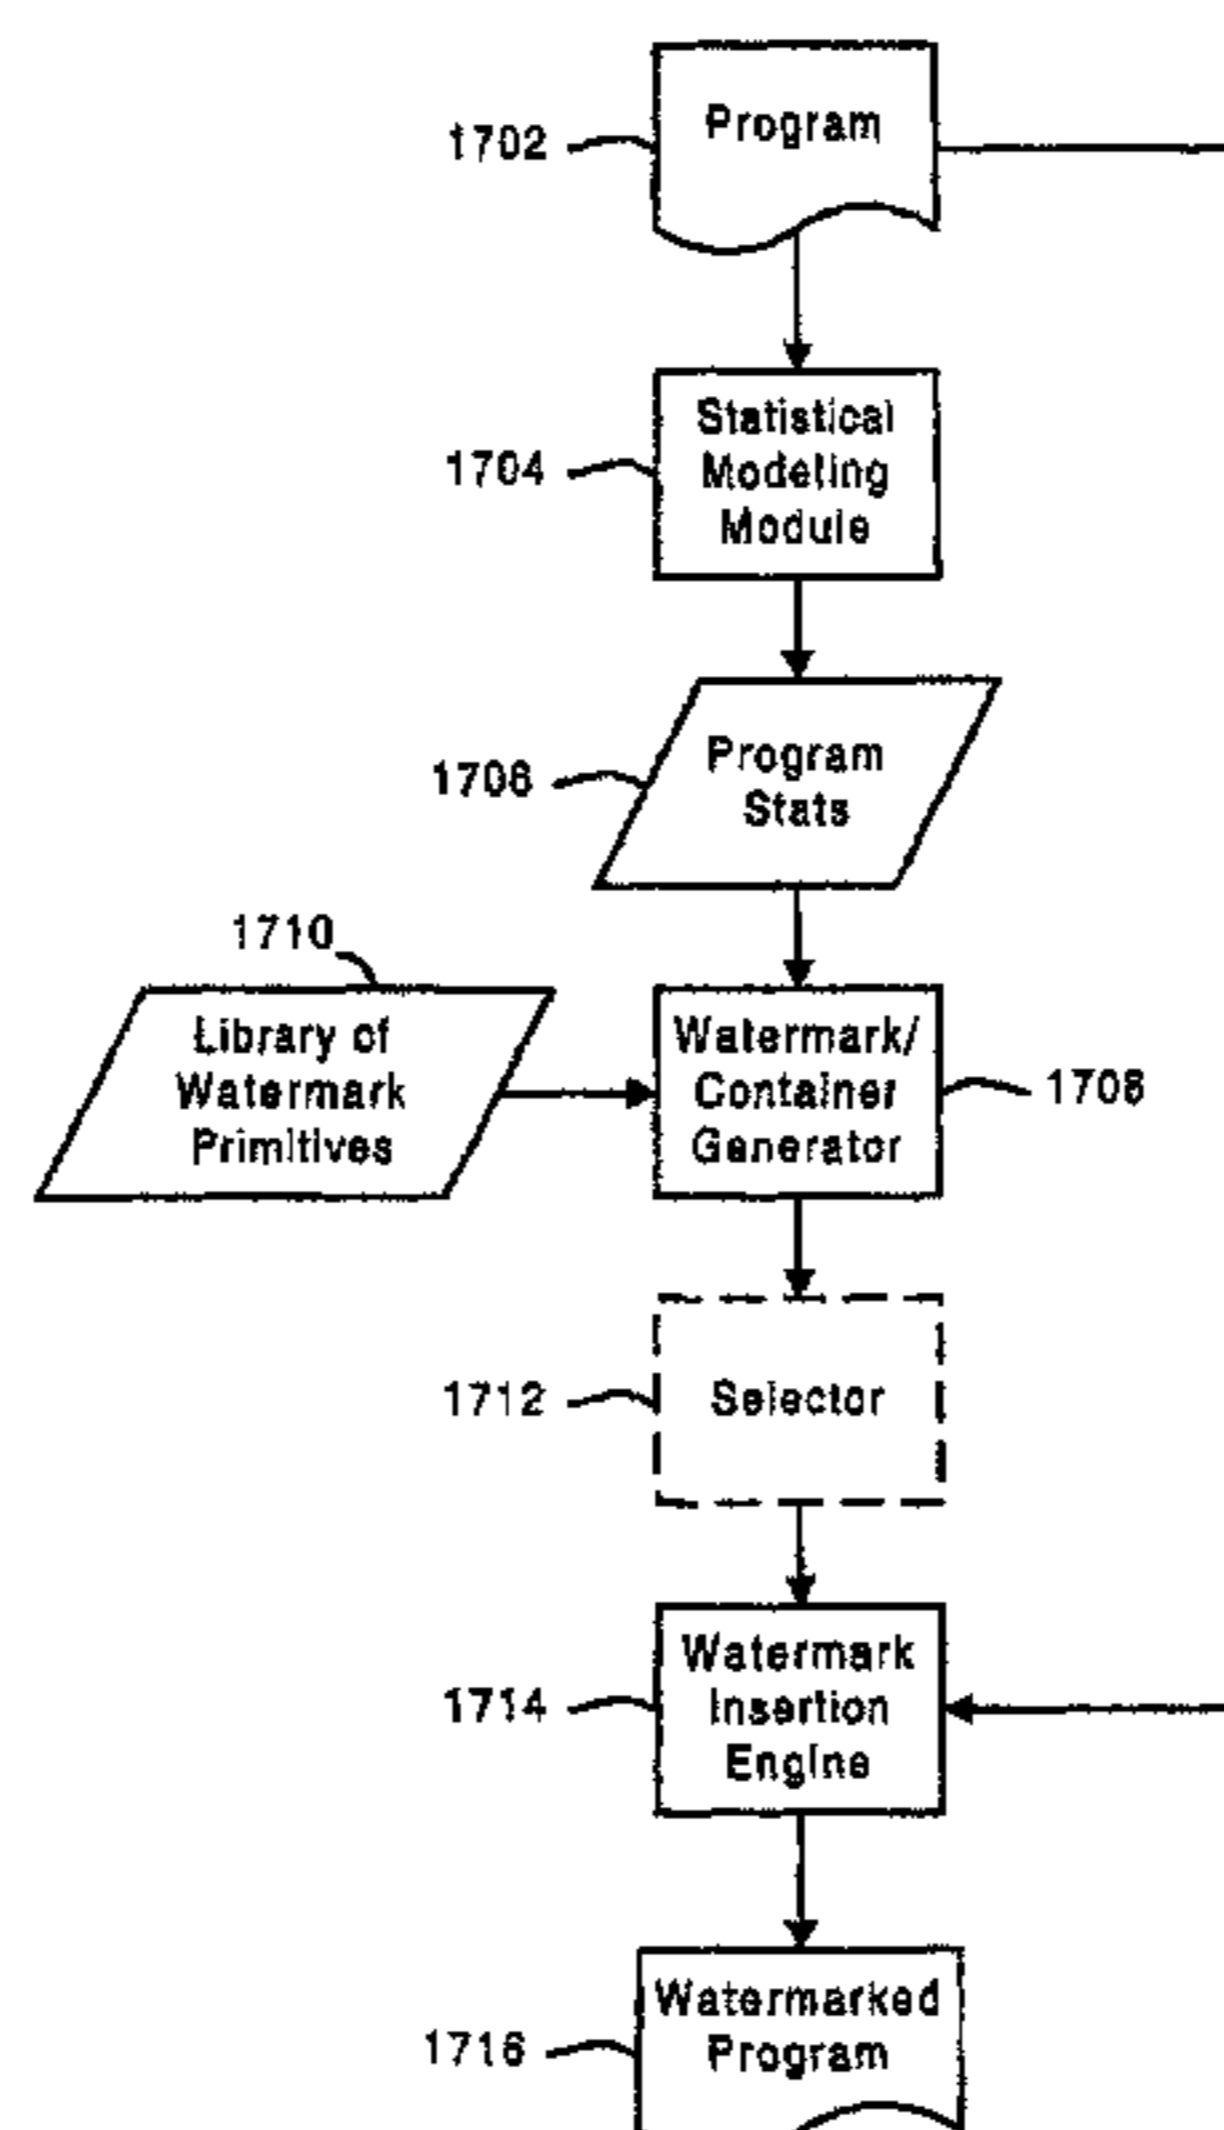 Program
1702
Statistical
Modeling
Module
1704
Program
Stats
1706
1710
Library of
Watermark
Primitives
Watermark/
Container
Generator
1708
Selector
1712
Watermark
Insertion
Engine
1714
Watermarked
Program
1716